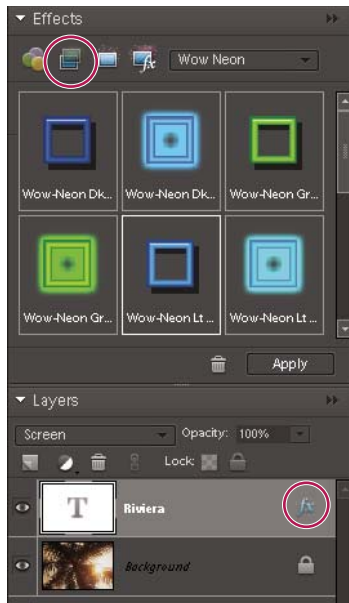 Effects
Wow Neon
Wow-Neon Dk... Wow-Neon Dk... Wow-Neon Gr...
Wow-Neon Gr... Wow-Neon Lt ... Wow-Neon Lt ...
Apply
Layers
Screen Opacity: 100%
Lock:
T Riviera fx
Background